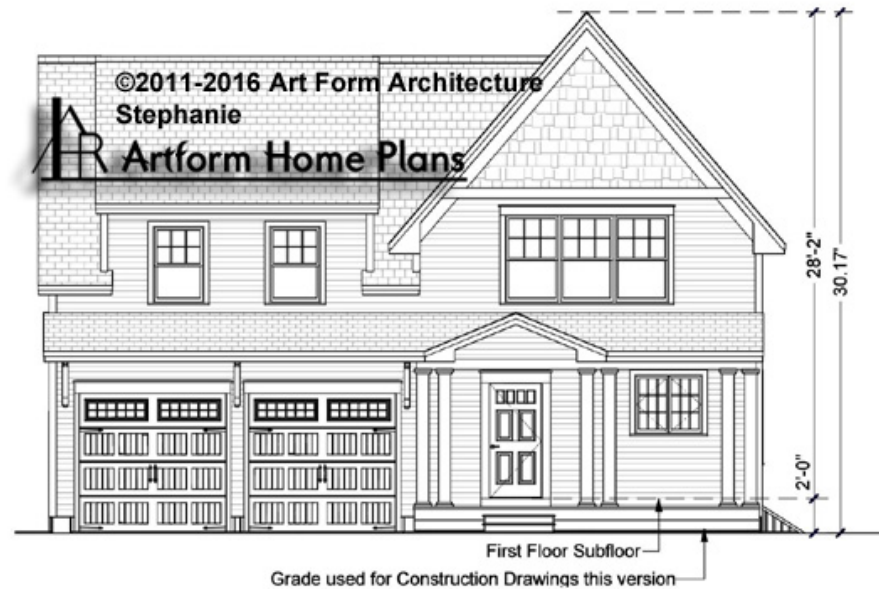 ©2011-2016 Art Form Architecture
Stephanie
Artform Home Plans
28'-2"
30.17'
2'-0"
First Floor Subfloor
Grade used for Construction Drawings this version